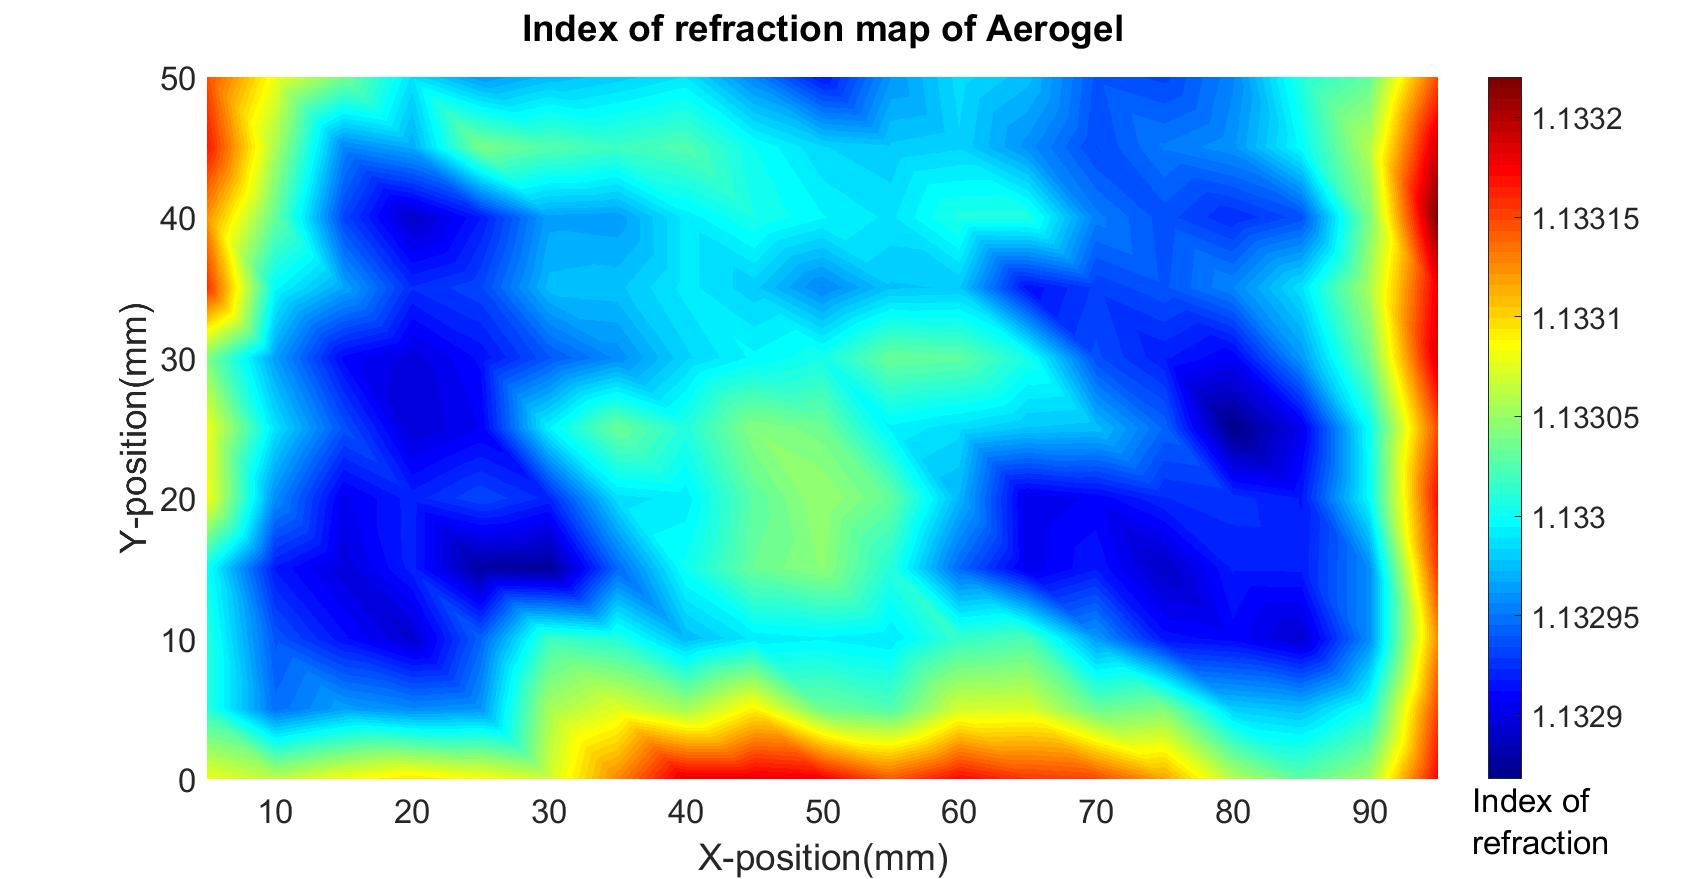 Index of refraction map of Aerogel
50
40
30
20
10
0
Y-position(mm)
10 20 30 40 50 60 70 80 90
X-position(mm)
1.1332
1.13315
1.1331
1.13305
1.133
1.13295
1.1329
Index of
refraction